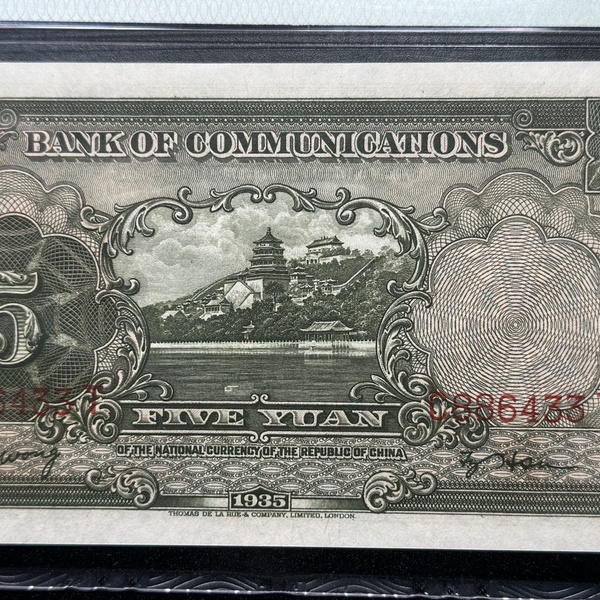 BANK OF COMMUNICATIONS
5
FIVE YUAN
C886433
OF THE NATIONAL CURRENCY OF THE REPUBLIC OF CHINA
1935
THOMAS DE LA RUE & COMPANY, LIMITED, LONDON.